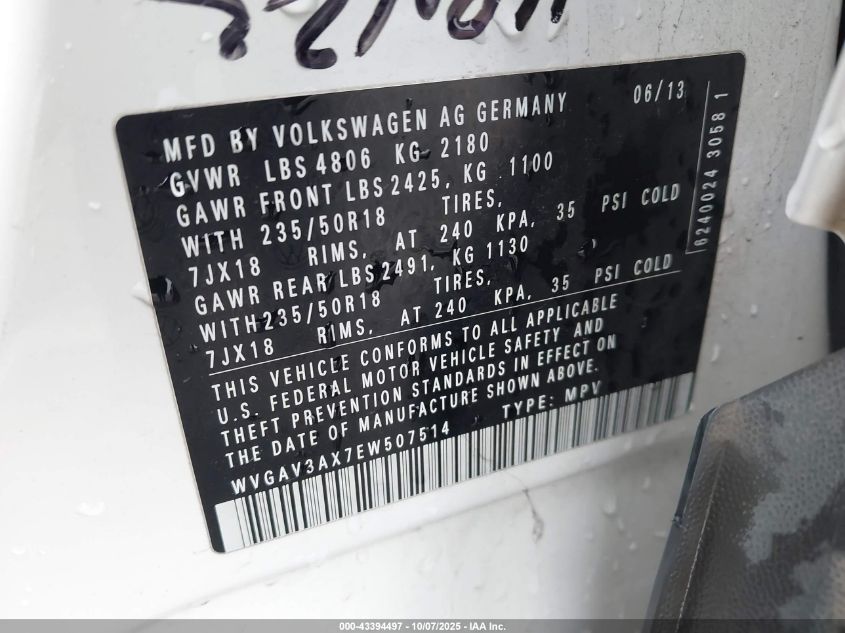 MFD BY VOLKSWAGEN AG GERMANY 06/13
GVWR LBS 4806 KG 2180
GAWR FRONT LBS 2425, KG 1100
WITH 235/50R18 TIRES,
7JX18 RIMS, AT 240 KPA, 35 PSI COLD
GAWR REAR LBS 2491, KG 1130
WITH 235/50R18 TIRES,
7JX18 RIMS, AT 240 KPA, 35 PSI COLD
THIS VEHICLE CONFORMS TO ALL APPLICABLE
U.S. FEDERAL MOTOR VEHICLE SAFETY AND
THEFT PREVENTION STANDARDS IN EFFECT ON
THE DATE OF MANUFACTURE SHOWN ABOVE.
WVGAV3AX7EW507514 TYPE: MPV
6240024 3058 1
000-43394497 - 10/07/2025 - IAA Inc.